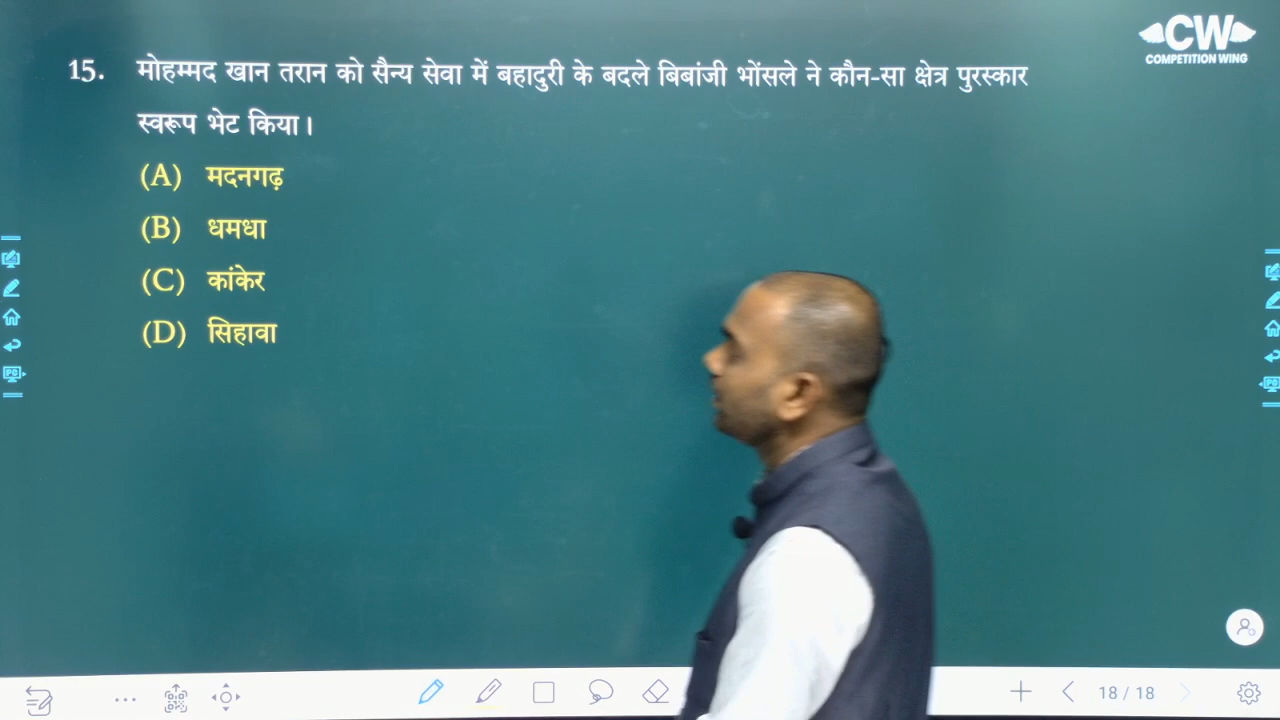 CW
COMPETITION WING
15. मोहम्मद खान तरान को सैन्य सेवा में बहादुरी के बदले बिबांजी भोंसले ने कौन-सा क्षेत्र पुरस्कार
स्वरूप भेट किया।
(A) मदनगढ़
(B) धमधा
(C) कांकेर
(D) सिहावा
18 / 18